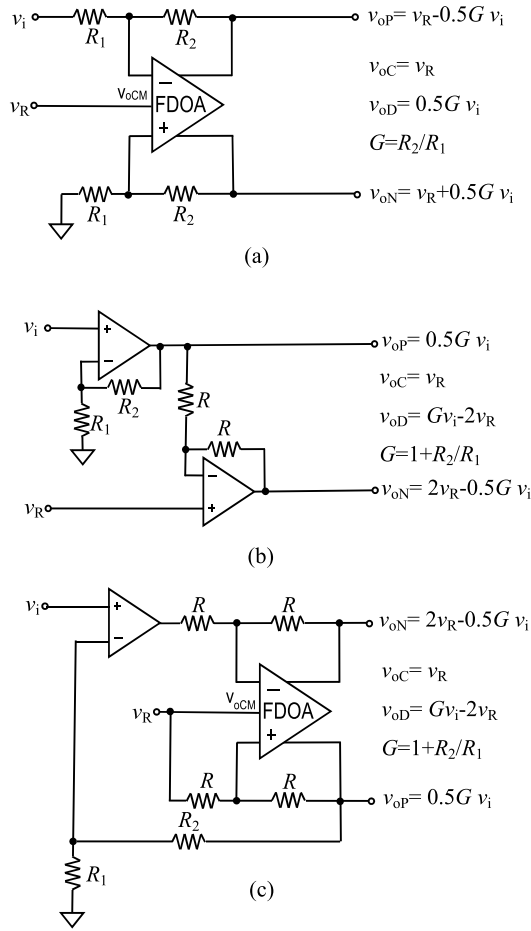 vi R1 R2 voP= vR-0.5G vi
voC= vR
vR voCM FDOA − +
voD= 0.5G vi
G=R2/R1
R1 R2 voN= vR+0.5G vi
(a)
vi + − voP= 0.5G vi
R2 R voC= vR
R1 R voD= Gvi-2vR
G=1+R2/R1
vR − + voN= 2vR-0.5G vi
(b)
vi + − R R voN= 2vR-0.5G vi
voC= vR
vR voCM FDOA − +
voD= Gvi-2vR
G=1+R2/R1
R R voP= 0.5G vi
R2
R1
(c)